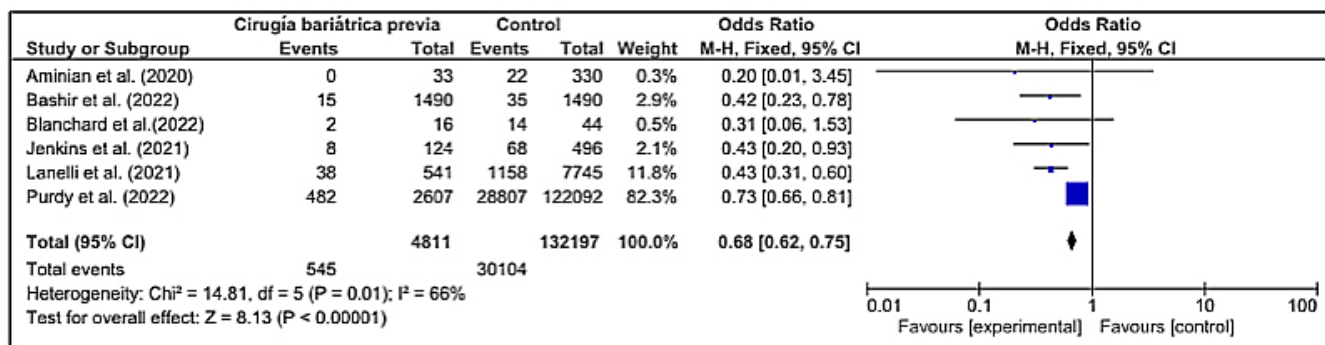 Cirugía bariátrica previa Control Odds Ratio Odds Ratio
Study or Subgroup Events Total Events Total Weight M-H, Fixed, 95% CI M-H, Fixed, 95% CI
Aminian et al. (2020) 0 33 22 330 0.3% 0.20 [0.01, 3.45]
Bashir et al. (2022) 15 1490 35 1490 2.9% 0.42 [0.23, 0.78]
Blanchard et al.(2022) 2 16 14 44 0.5% 0.31 [0.06, 1.53]
Jenkins et al. (2021) 8 124 68 496 2.1% 0.43 [0.20, 0.93]
Lanelli et al. (2021) 38 541 1158 7745 11.8% 0.43 [0.31, 0.60]
Purdy et al. (2022) 482 2607 28807 122092 82.3% 0.73 [0.66, 0.81]
Total (95% CI) 4811 132197 100.0% 0.68 [0.62, 0.75]
Total events 545 30104
Heterogeneity: Chi² = 14.81, df = 5 (P = 0.01); I² = 66%
Test for overall effect: Z = 8.13 (P < 0.00001)
0.01 0.1 1 10 100
Favours [experimental] Favours [control]